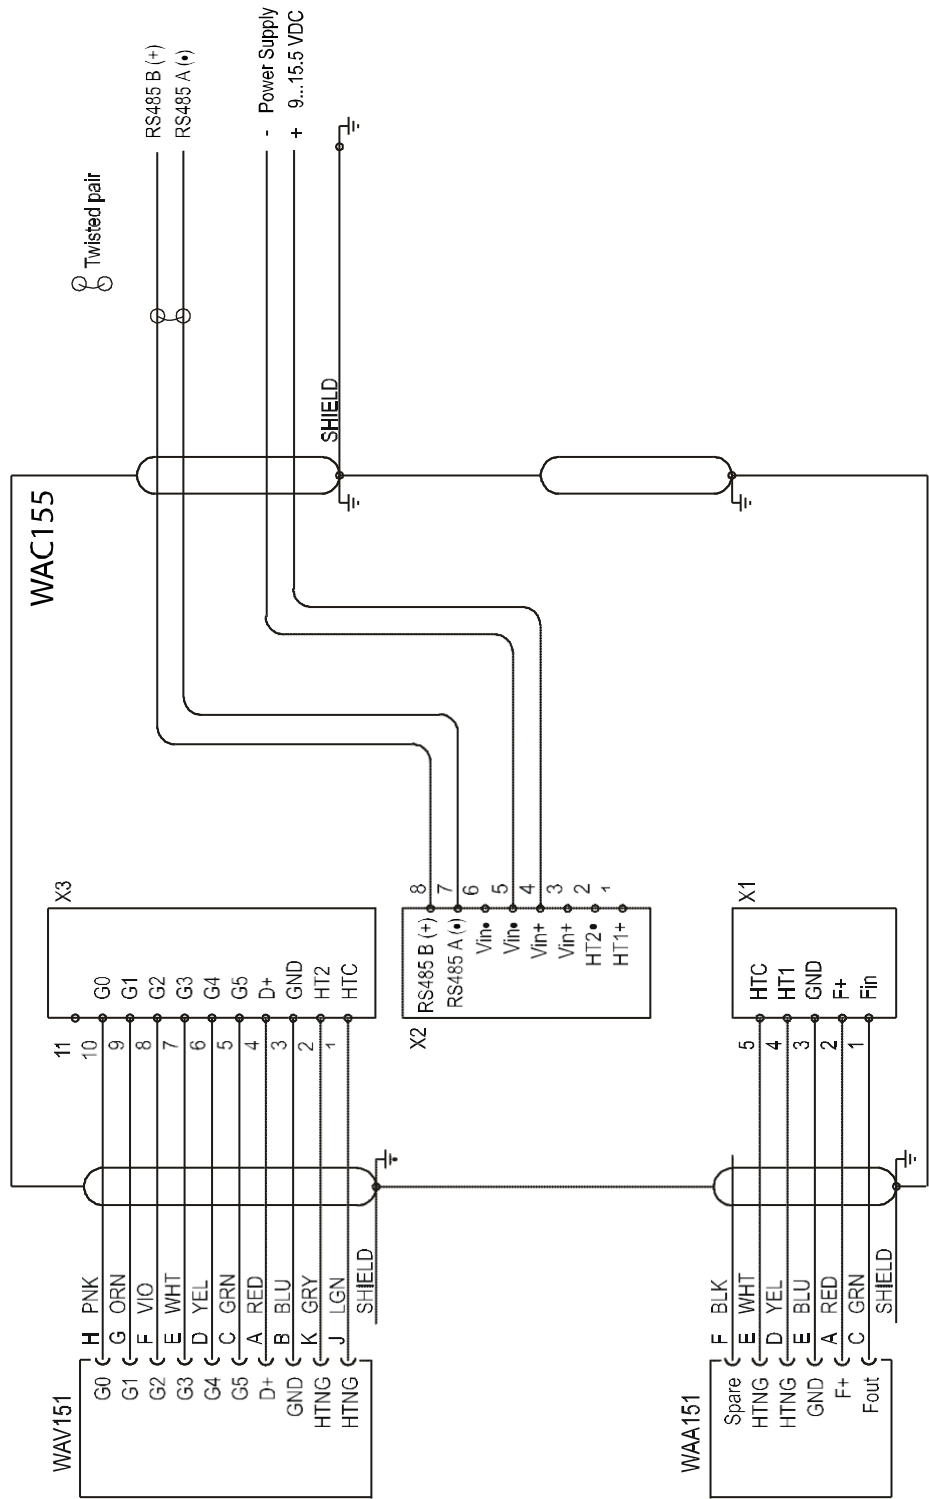 RS485 B (+)
RS485 A (•)
- Power Supply
+ 9...15.5 VDC
Twisted pair
SHIELD
WAC155
X3
11
10 G0
9 G1
8 G2
7 G3
6 G4
5 G5
4 D+
3 GND
2 HT2
1 HTC
X2
RS485 B (+) 8
RS485 A (•) 7
Vin• 6
Vin• 5
Vin+ 4
Vin+ 3
HT2• 2
HT1+ 1
X1
5 HTC
4 HT1
3 GND
2 F+
1 Fin
WAV151
G0 H PNK
G1 G ORN
G2 F VIO
G3 E WHT
G4 D YEL
G5 C GRN
D+ A RED
GND B BLU
HTNG K GRY
HTNG J LGN
SHIELD
WAA151
Spare F BLK
HTNG E WHT
HTNG D YEL
GND E BLU
F+ A RED
Fout C GRN
SHIELD